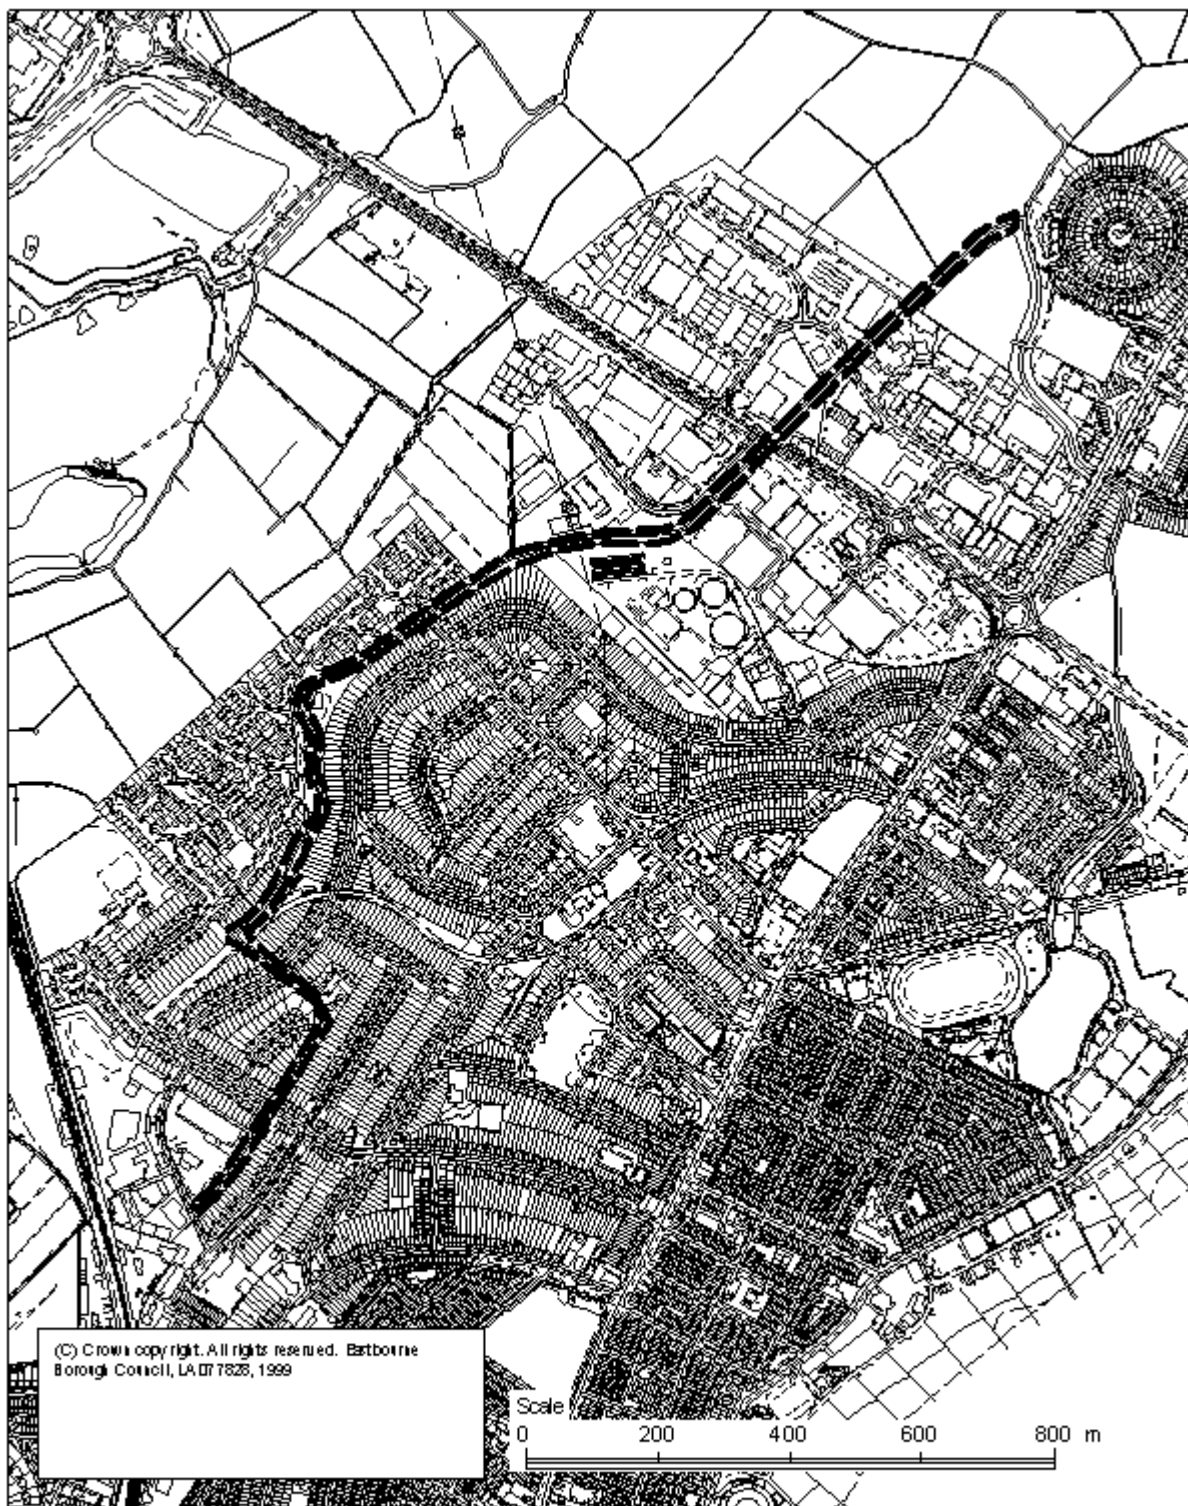 (C) Crown copyright. All rights reserved. Eastbourne
Borough Council, LA077828, 1999
Scale
0 200 400 600 800 m